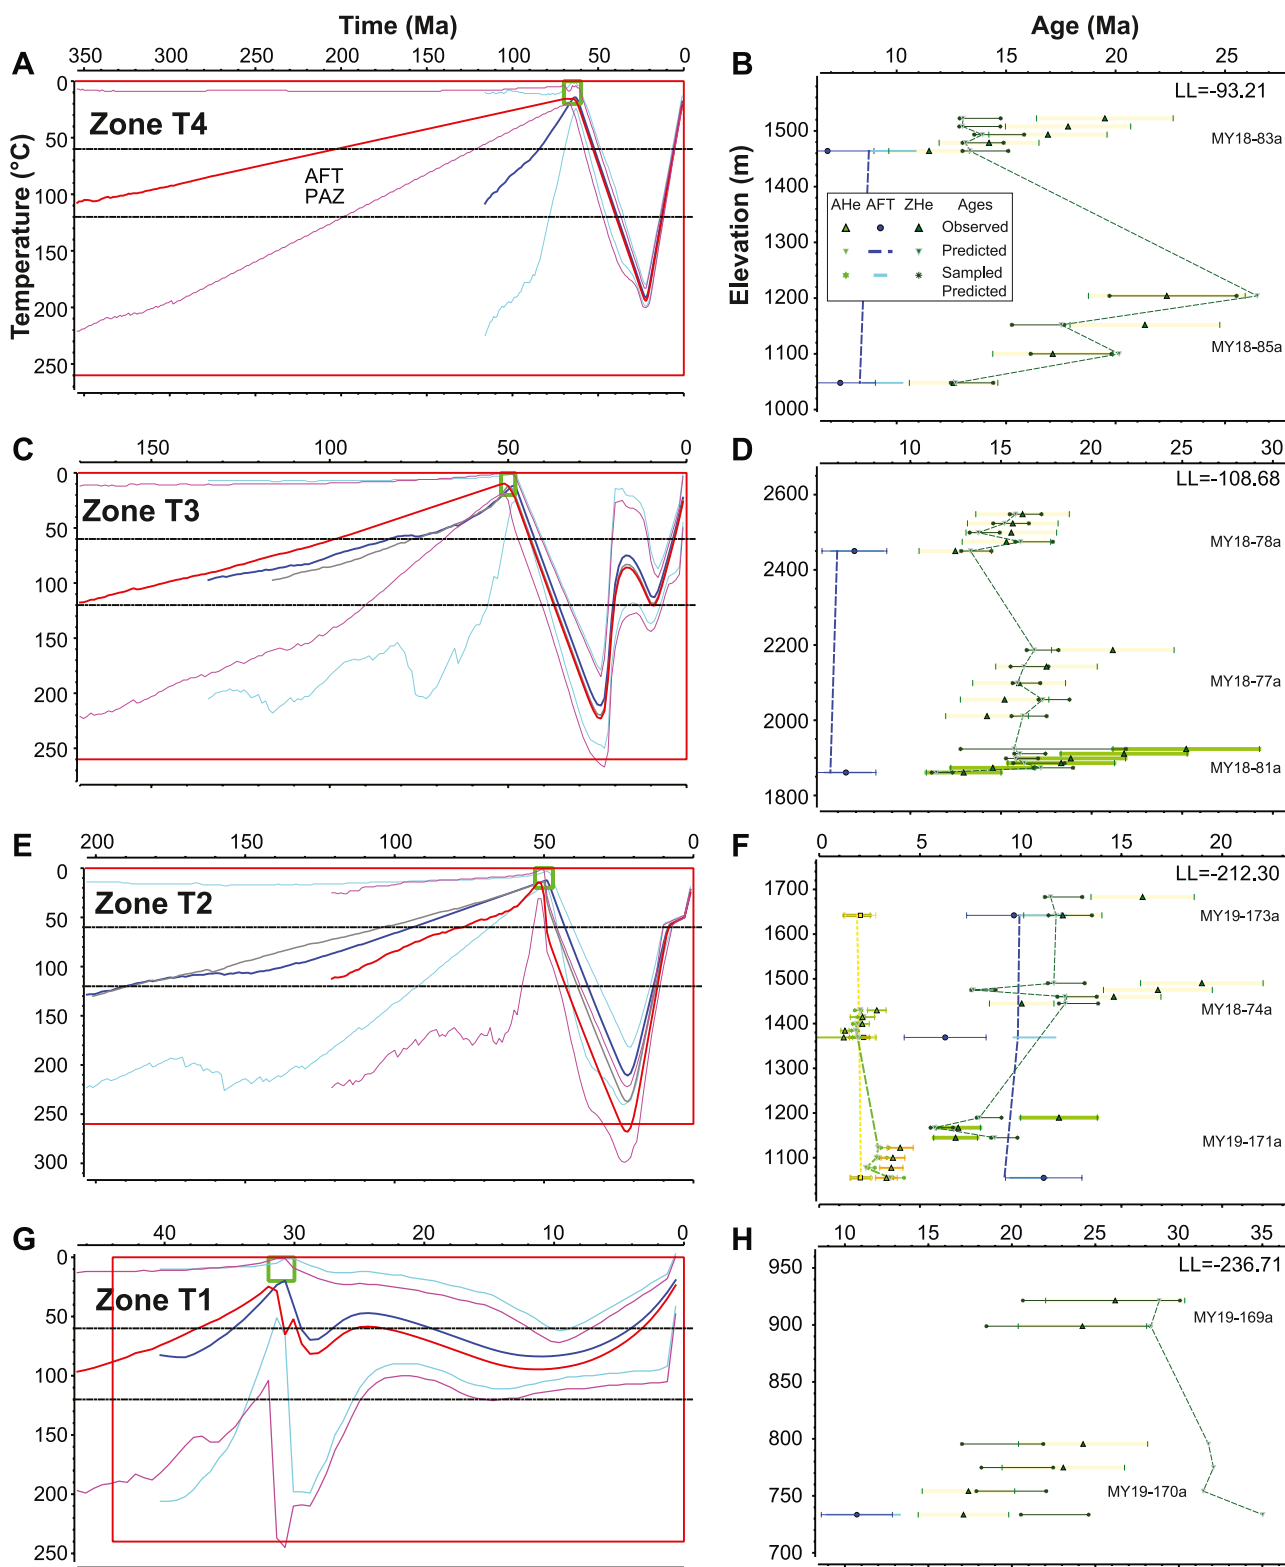 Time (Ma)
Age (Ma)
350 300 250 200 150 100 50 0
10 15 20 25
A
B
LL=-93.21
0
50
100
150
200
250
Zone T4
AFT
PAZ
Temperature (°C)
Elevation (m)
1500
1400
1300
1200
1100
1000
MY18-83a
MY18-85a
AHe AFT ZHe Ages
Observed
Predicted
Sampled
Predicted
C
150 100 50 0
D
10 15 20 25 30
LL=-108.68
0
50
100
150
200
250
Zone T3
2600
2400
2200
2000
1800
MY18-78a
MY18-77a
MY18-81a
E
200 150 100 50 0
F
0 5 10 15 20
LL=-212.30
0
50
100
150
200
250
300
Zone T2
1700
1600
1500
1400
1300
1200
1100
MY19-173a
MY18-74a
MY19-171a
G
40 30 20 10 0
H
10 15 20 25 30 35
LL=-236.71
0
50
100
150
200
250
Zone T1
950
900
850
800
750
700
MY19-169a
MY19-170a